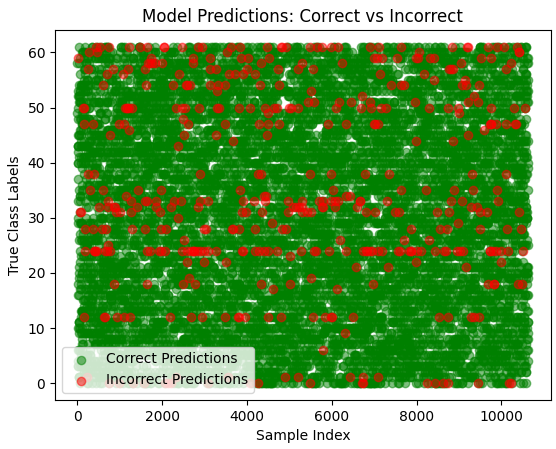 Model Predictions: Correct vs Incorrect
True Class Labels
60
50
40
30
20
10
0
Correct Predictions
Incorrect Predictions
0
2000
4000
6000
8000
10000
Sample Index